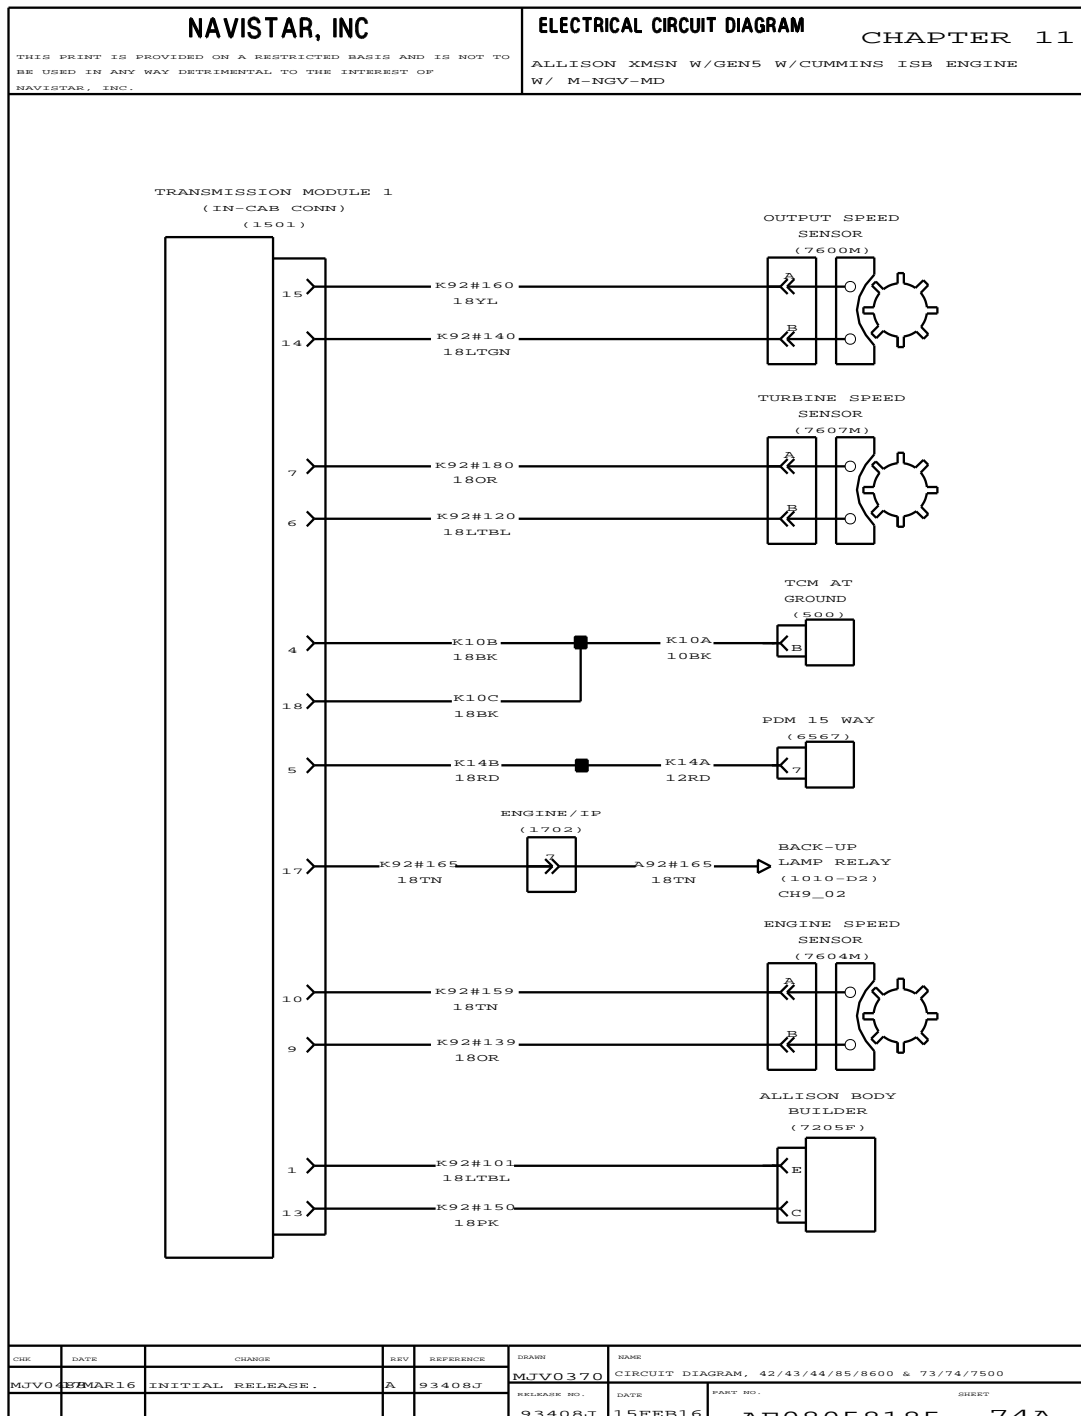 NAVISTAR, INC
THIS PRINT IS PROVIDED ON A RESTRICTED BASIS AND IS NOT TO
BE USED IN ANY WAY DETRIMENTAL TO THE INTEREST OF
NAVISTAR, INC.
ELECTRICAL CIRCUIT DIAGRAM
CHAPTER 11
ALLISON XMSN W/GEN5 W/CUMMINS ISB ENGINE
W/ M-NGV-MD
TRANSMISSION MODULE 1
(IN-CAB CONN)
(1501)
OUTPUT SPEED
SENSOR
(7600M)
15
K92#160
18YL
A
14
K92#140
18LTGN
B
TURBINE SPEED
SENSOR
(7607M)
7
K92#180
18OR
A
6
K92#120
18LTBL
B
TCM AT
GROUND
(500)
4
K10B
18BK
K10A
10BK
B
18
K10C
18BK
PDM 15 WAY
(6567)
5
K14B
18RD
K14A
12RD
7
ENGINE/IP
(1702)
17
K92#165
18TN
7
A92#165
18TN
BACK-UP
LAMP RELAY
(1010-D2)
CH9_02
ENGINE SPEED
SENSOR
(7604M)
10
K92#159
18TN
A
9
K92#139
18OR
B
ALLISON BODY
BUILDER
(7205F)
1
K92#101
18LTBL
E
13
K92#150
18PK
C
CHK DATE CHANGE REV REFERENCE
INITIAL RELEASE. A 93408J
DRAWN
MJV0370
NAME
CIRCUIT DIAGRAM, 42/43/44/85/8600 & 73/74/7500
RELEASE NO.
93408J
DATE
15FEB16
PART NO.
SHEET
74A